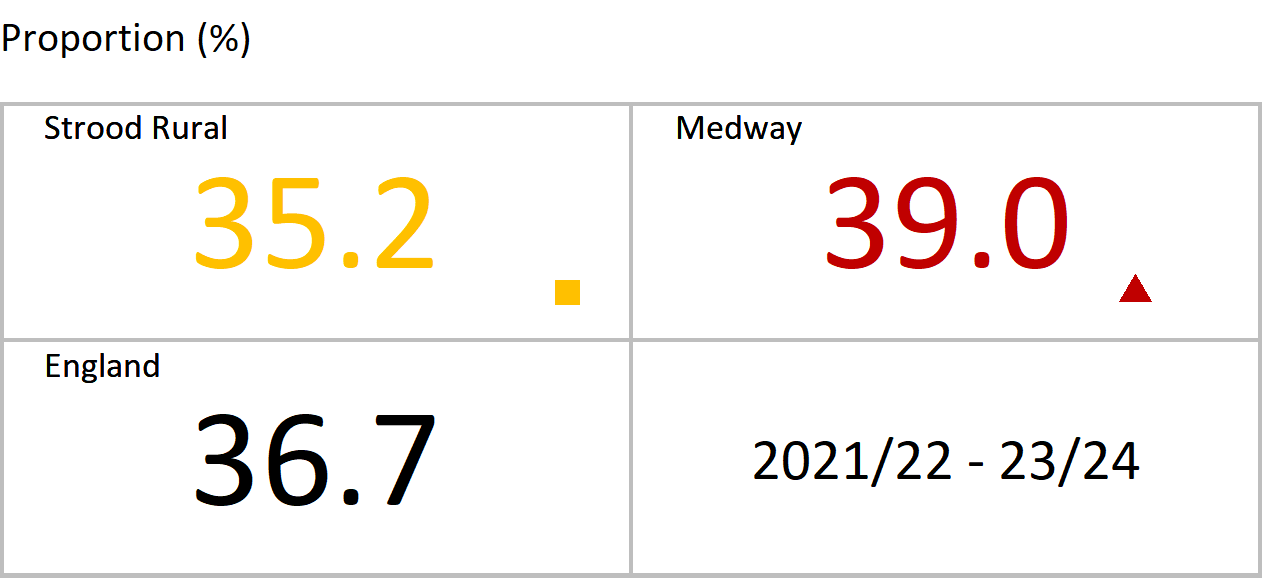 Proportion (%)
Strood Rural
35.2
Medway
39.0
England
36.7
2021/22 - 23/24